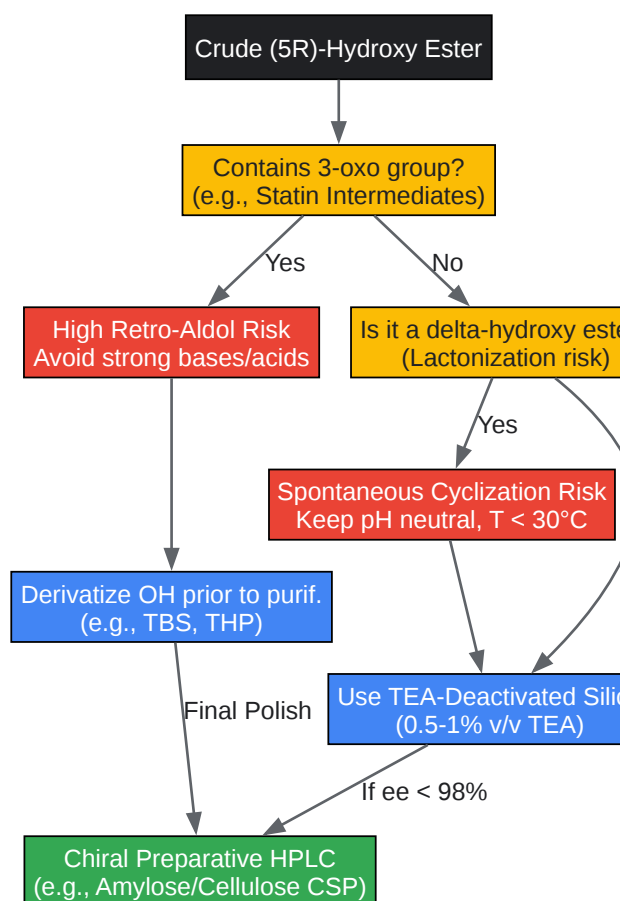 Crude (5R)-Hydroxy Ester
Contains 3-oxo group?
(e.g., Statin Intermediates)
Yes
No
High Retro-Aldol Risk
Avoid strong bases/acids
Is it a delta-hydroxy este
(Lactonization risk)
Yes
Spontaneous Cyclization Risk
Keep pH neutral, T < 30°C
Derivatize OH prior to purif.
(e.g., TBS, THP)
Final Polish
Use TEA-Deactivated Silic
(0.5-1% v/v TEA)
If ee < 98%
Chiral Preparative HPLC
(e.g., Amylose/Cellulose CSP)